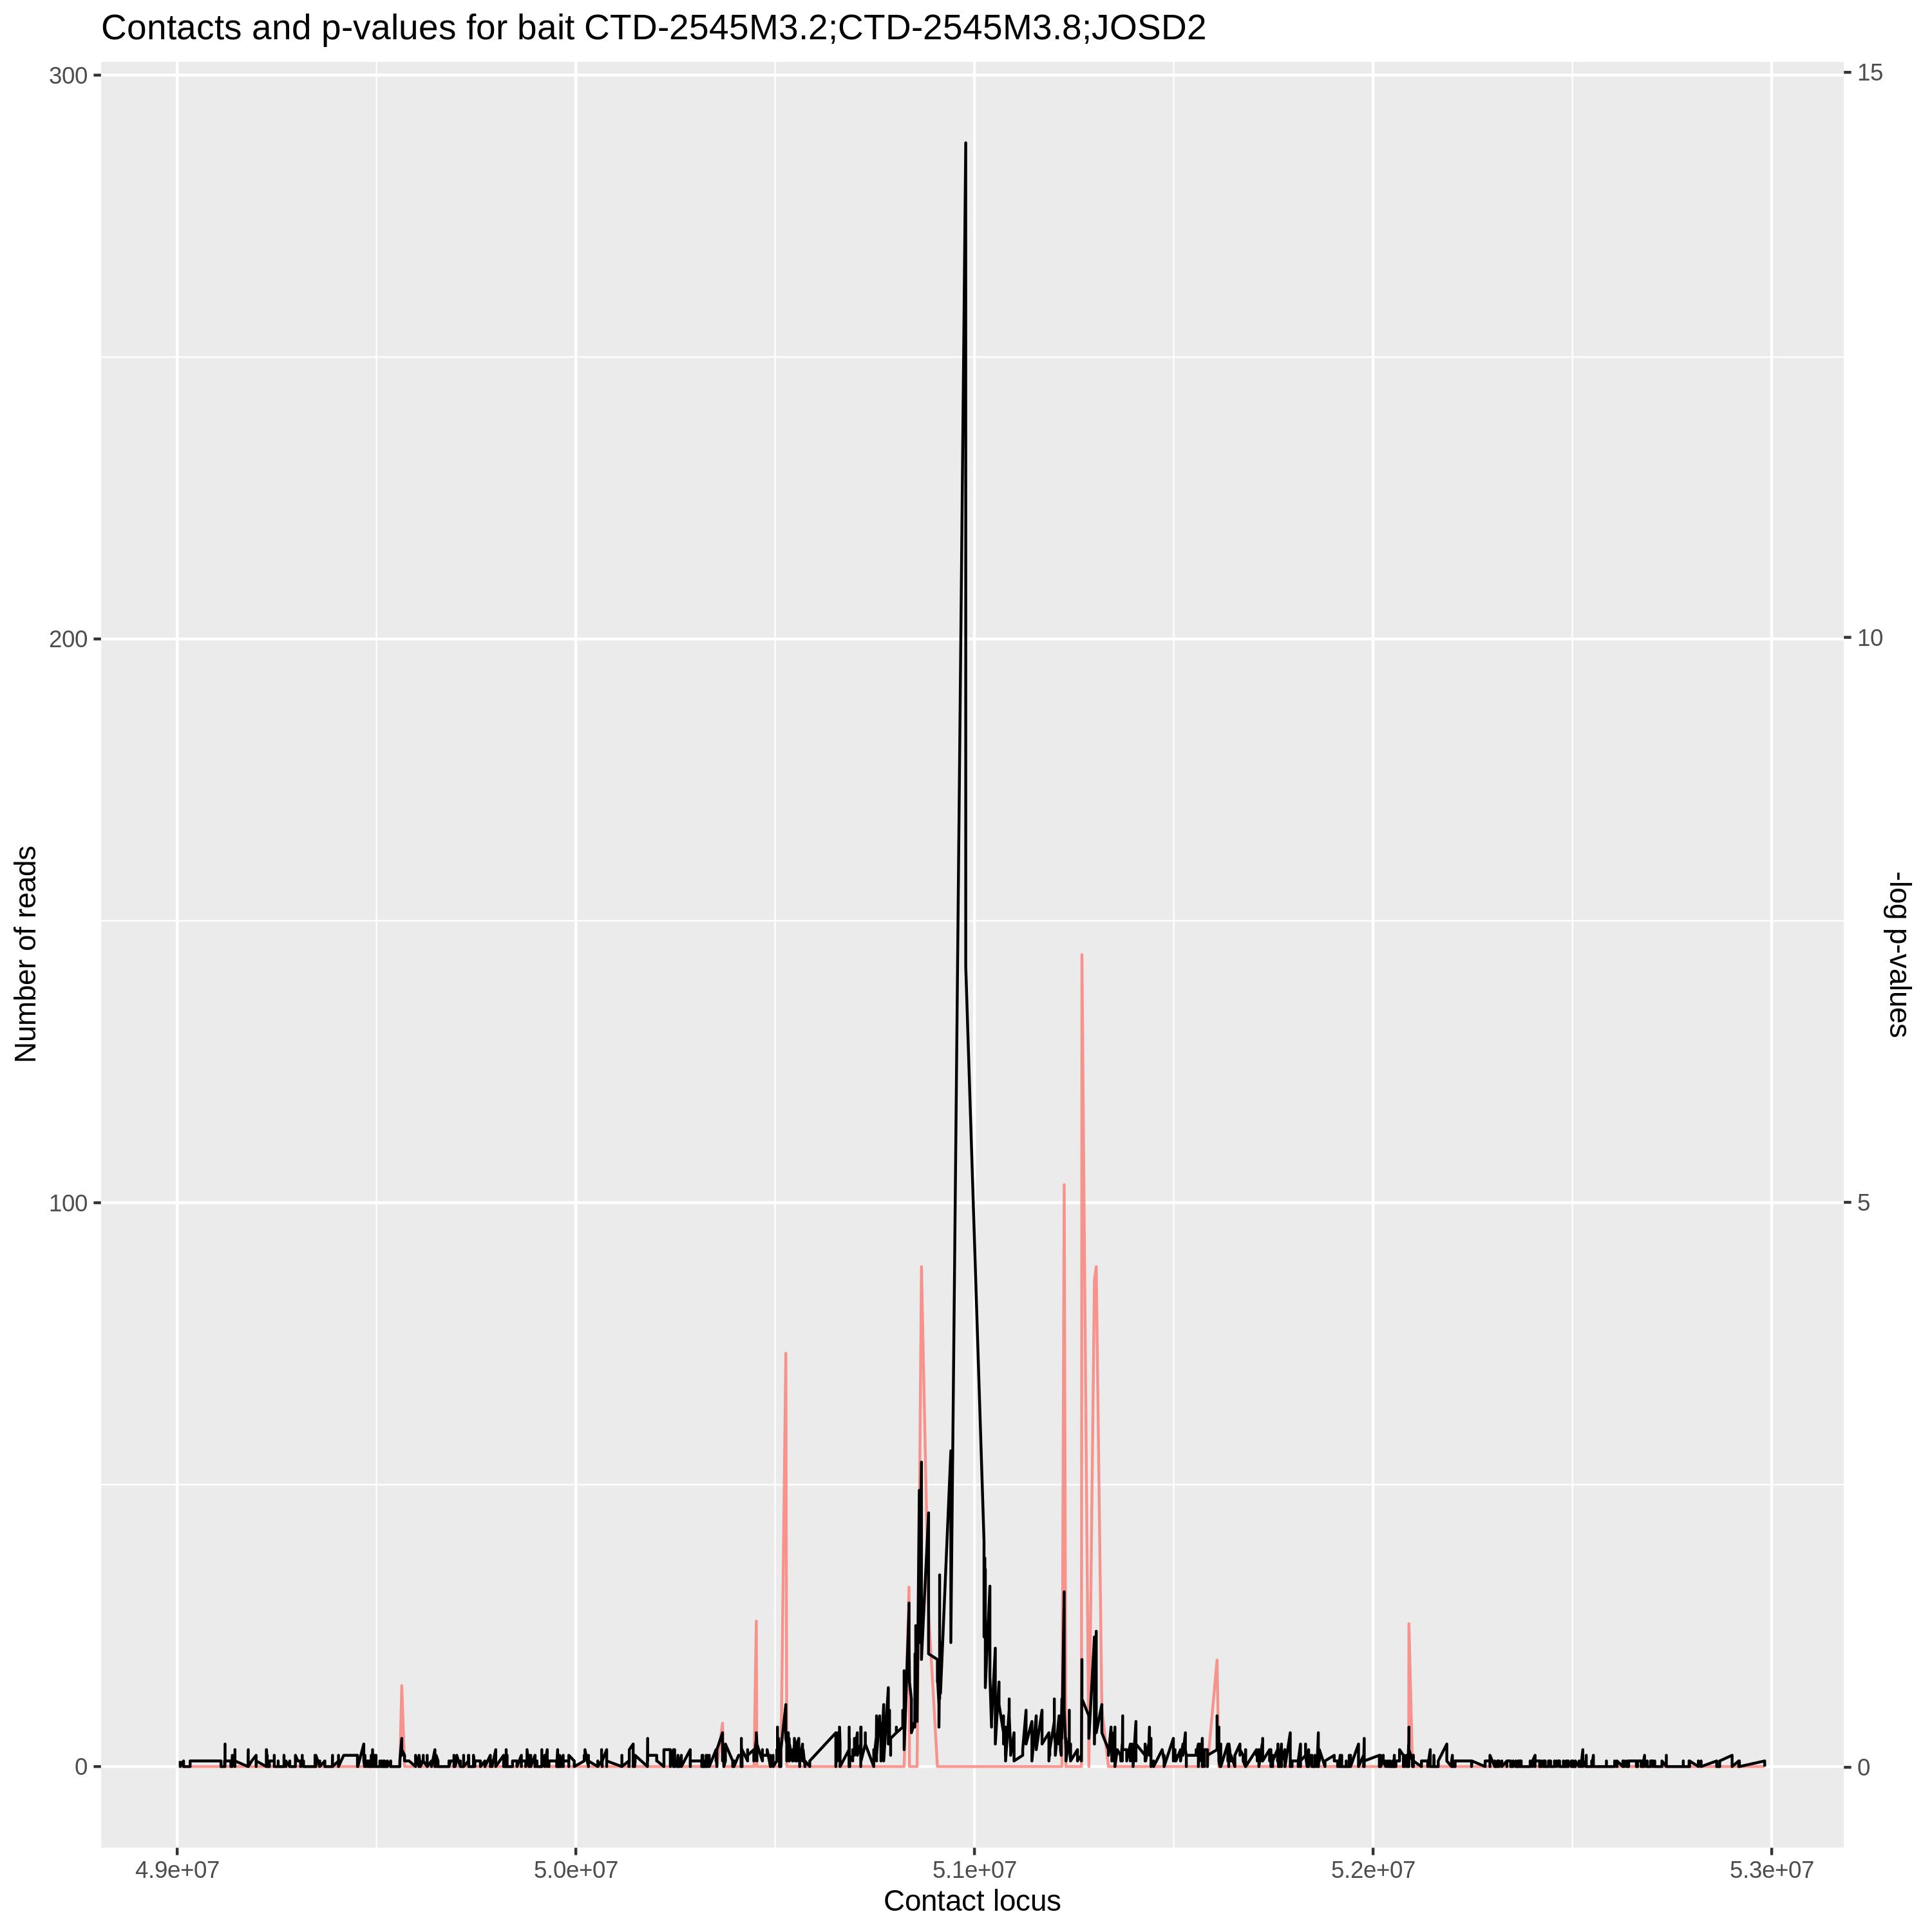 Contacts and p-values for bait CTD-2545M3.2;CTD-2545M3.8;JOSD2
300
200
100
0
Number of reads
15
10
5
0
-log p-values
4.9e+07
5.0e+07
5.1e+07
5.2e+07
5.3e+07
Contact locus